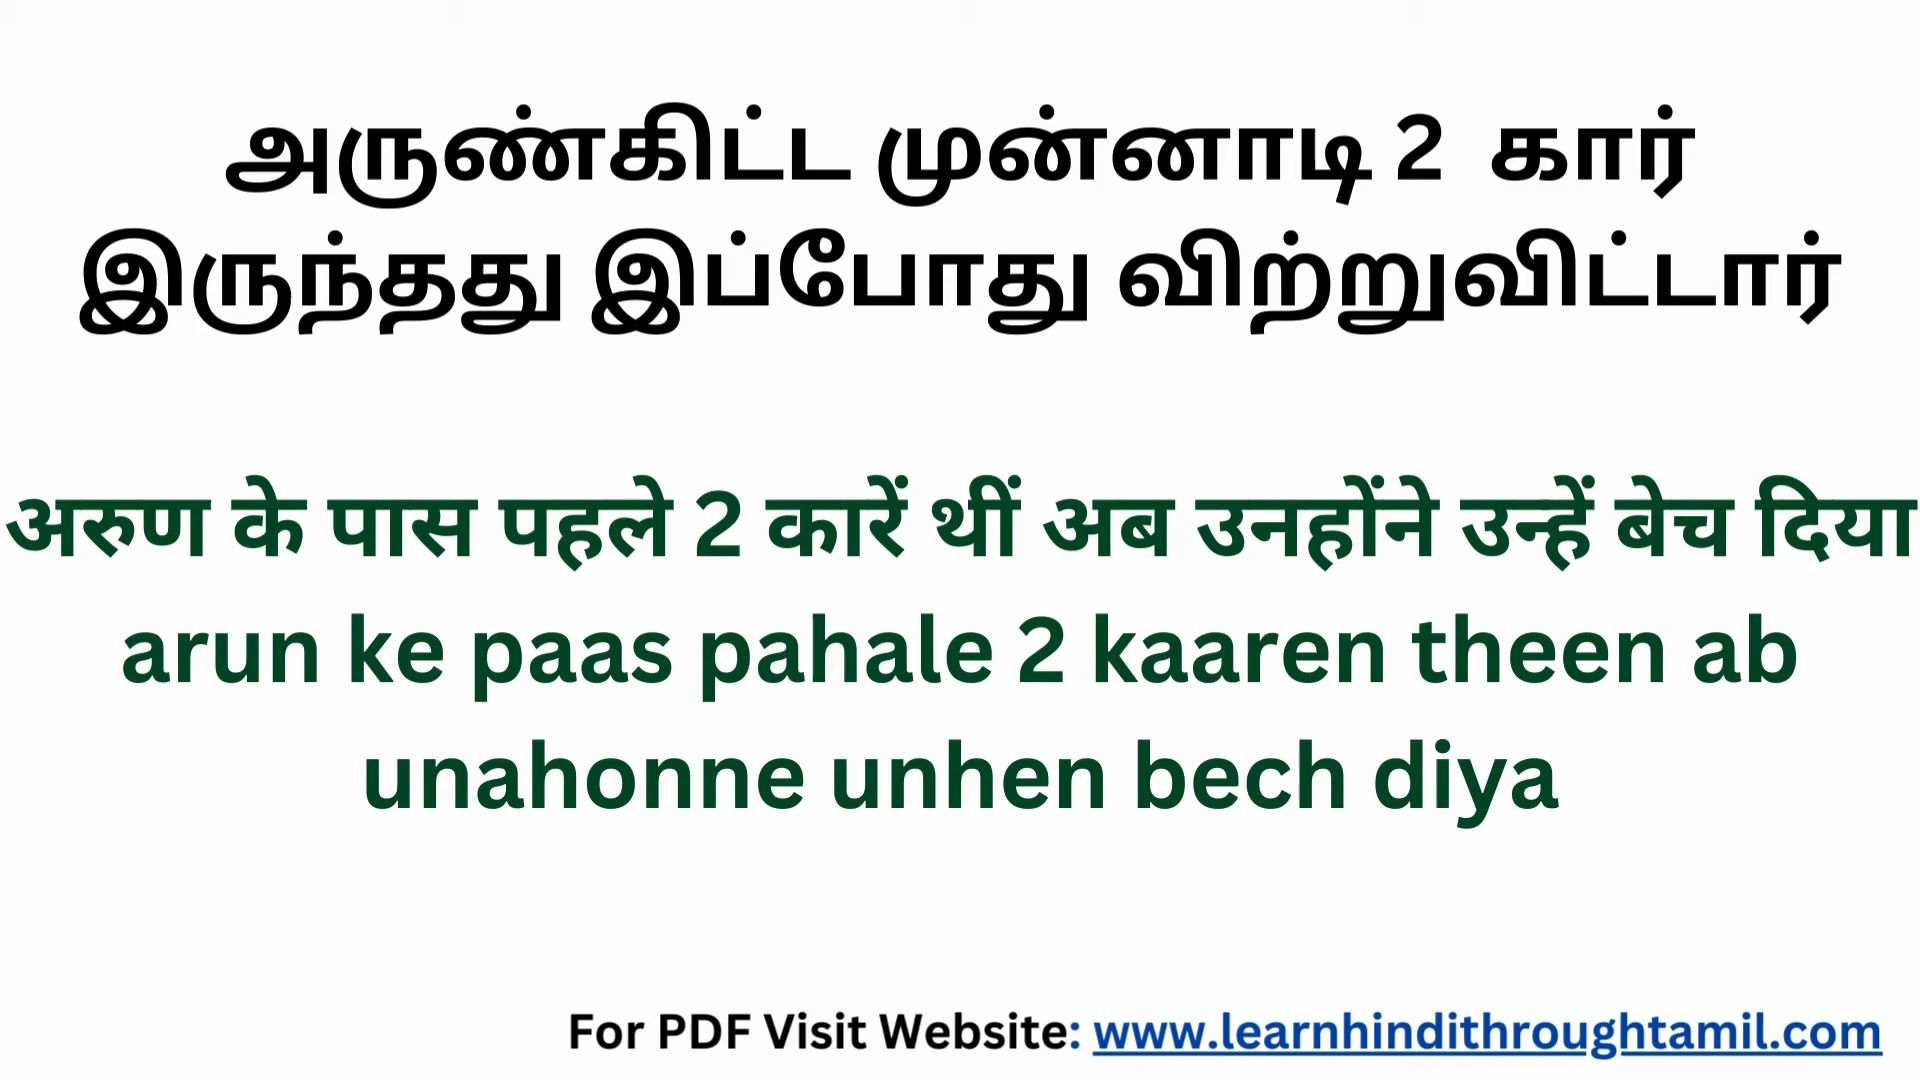 அருண்கிட்ட முன்னாடி 2 கார்
இருந்தது இப்போது விற்றுவிட்டார்
अरुण के पास पहले 2 कारें थीं अब उनहोंने उन्हें बेच दिया
arun ke paas pahale 2 kaaren theen ab
unahonne unhen bech diya
For PDF Visit Website: www.learnhindithroughtamil.com